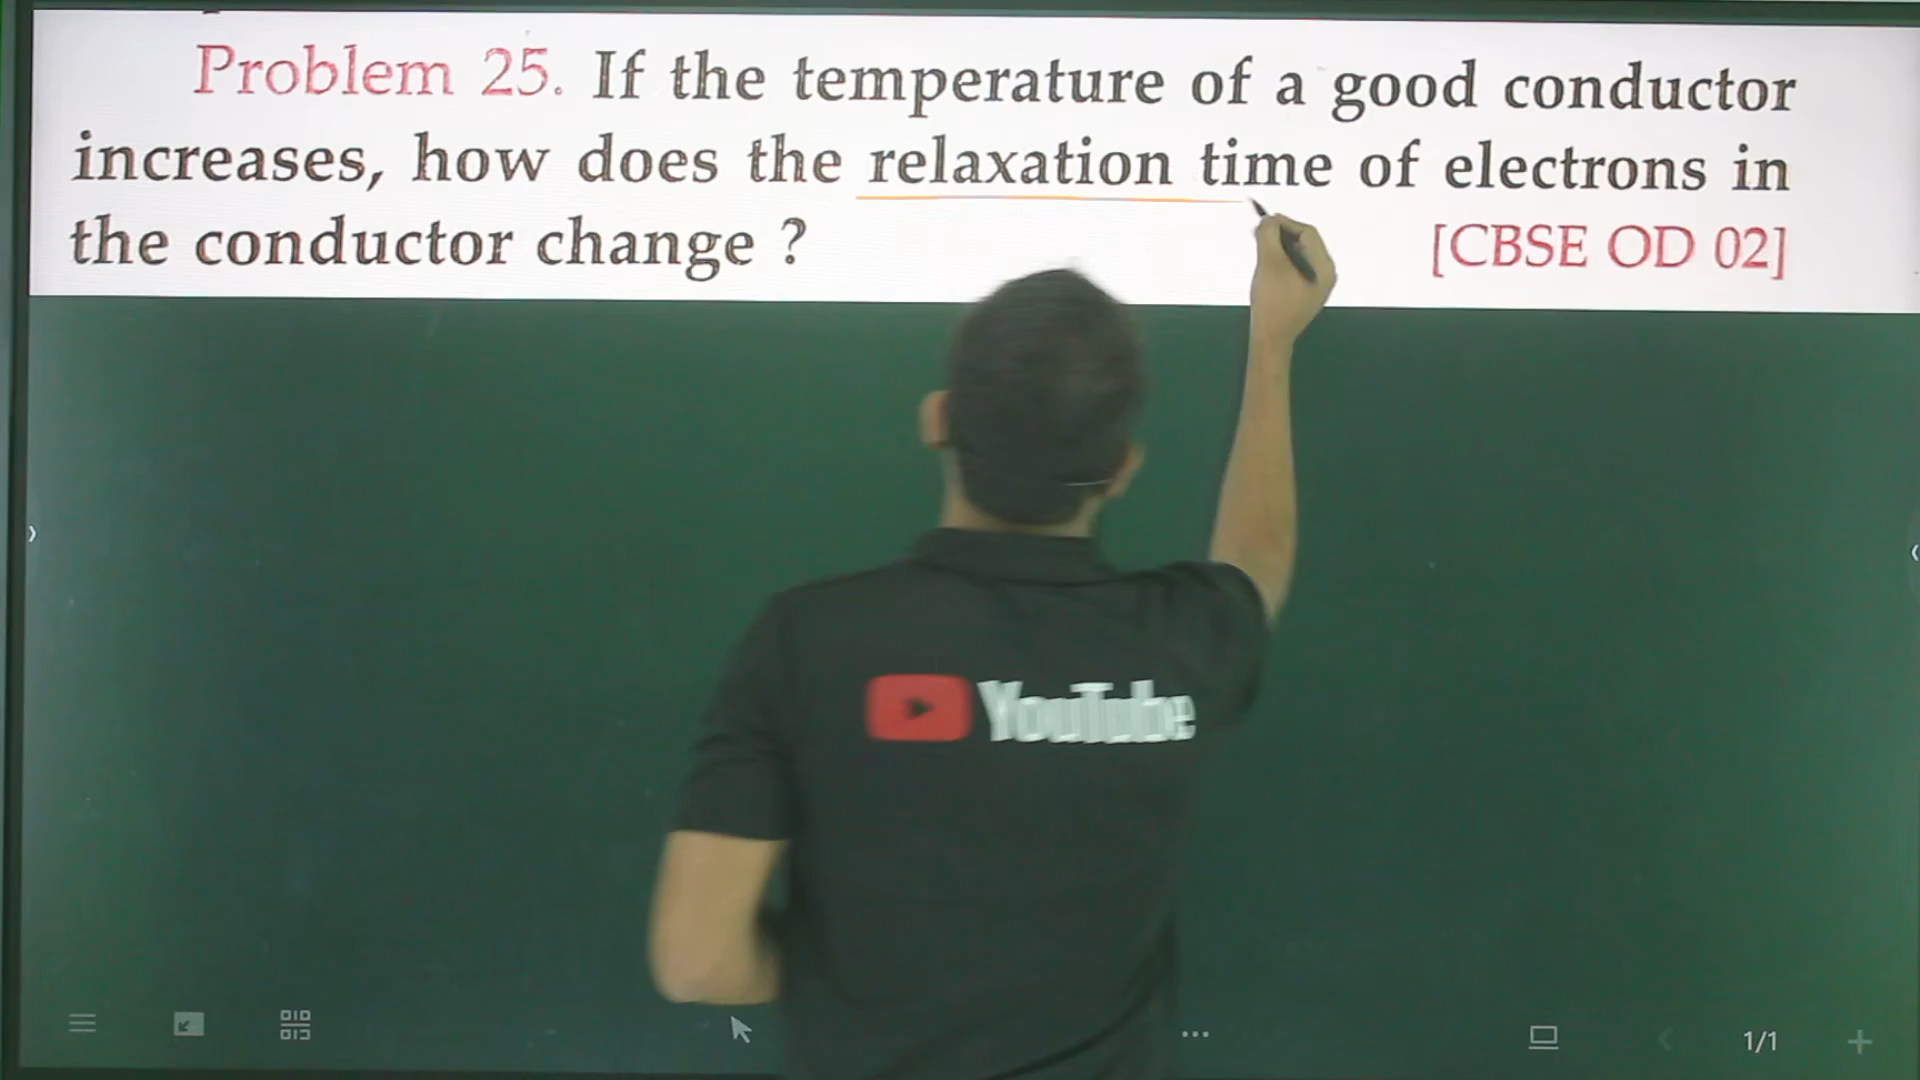 Problem 25. If the temperature of a good conductor
increases, how does the relaxation time of electrons in
the conductor change ? [CBSE OD 02]
YouTube
1/1